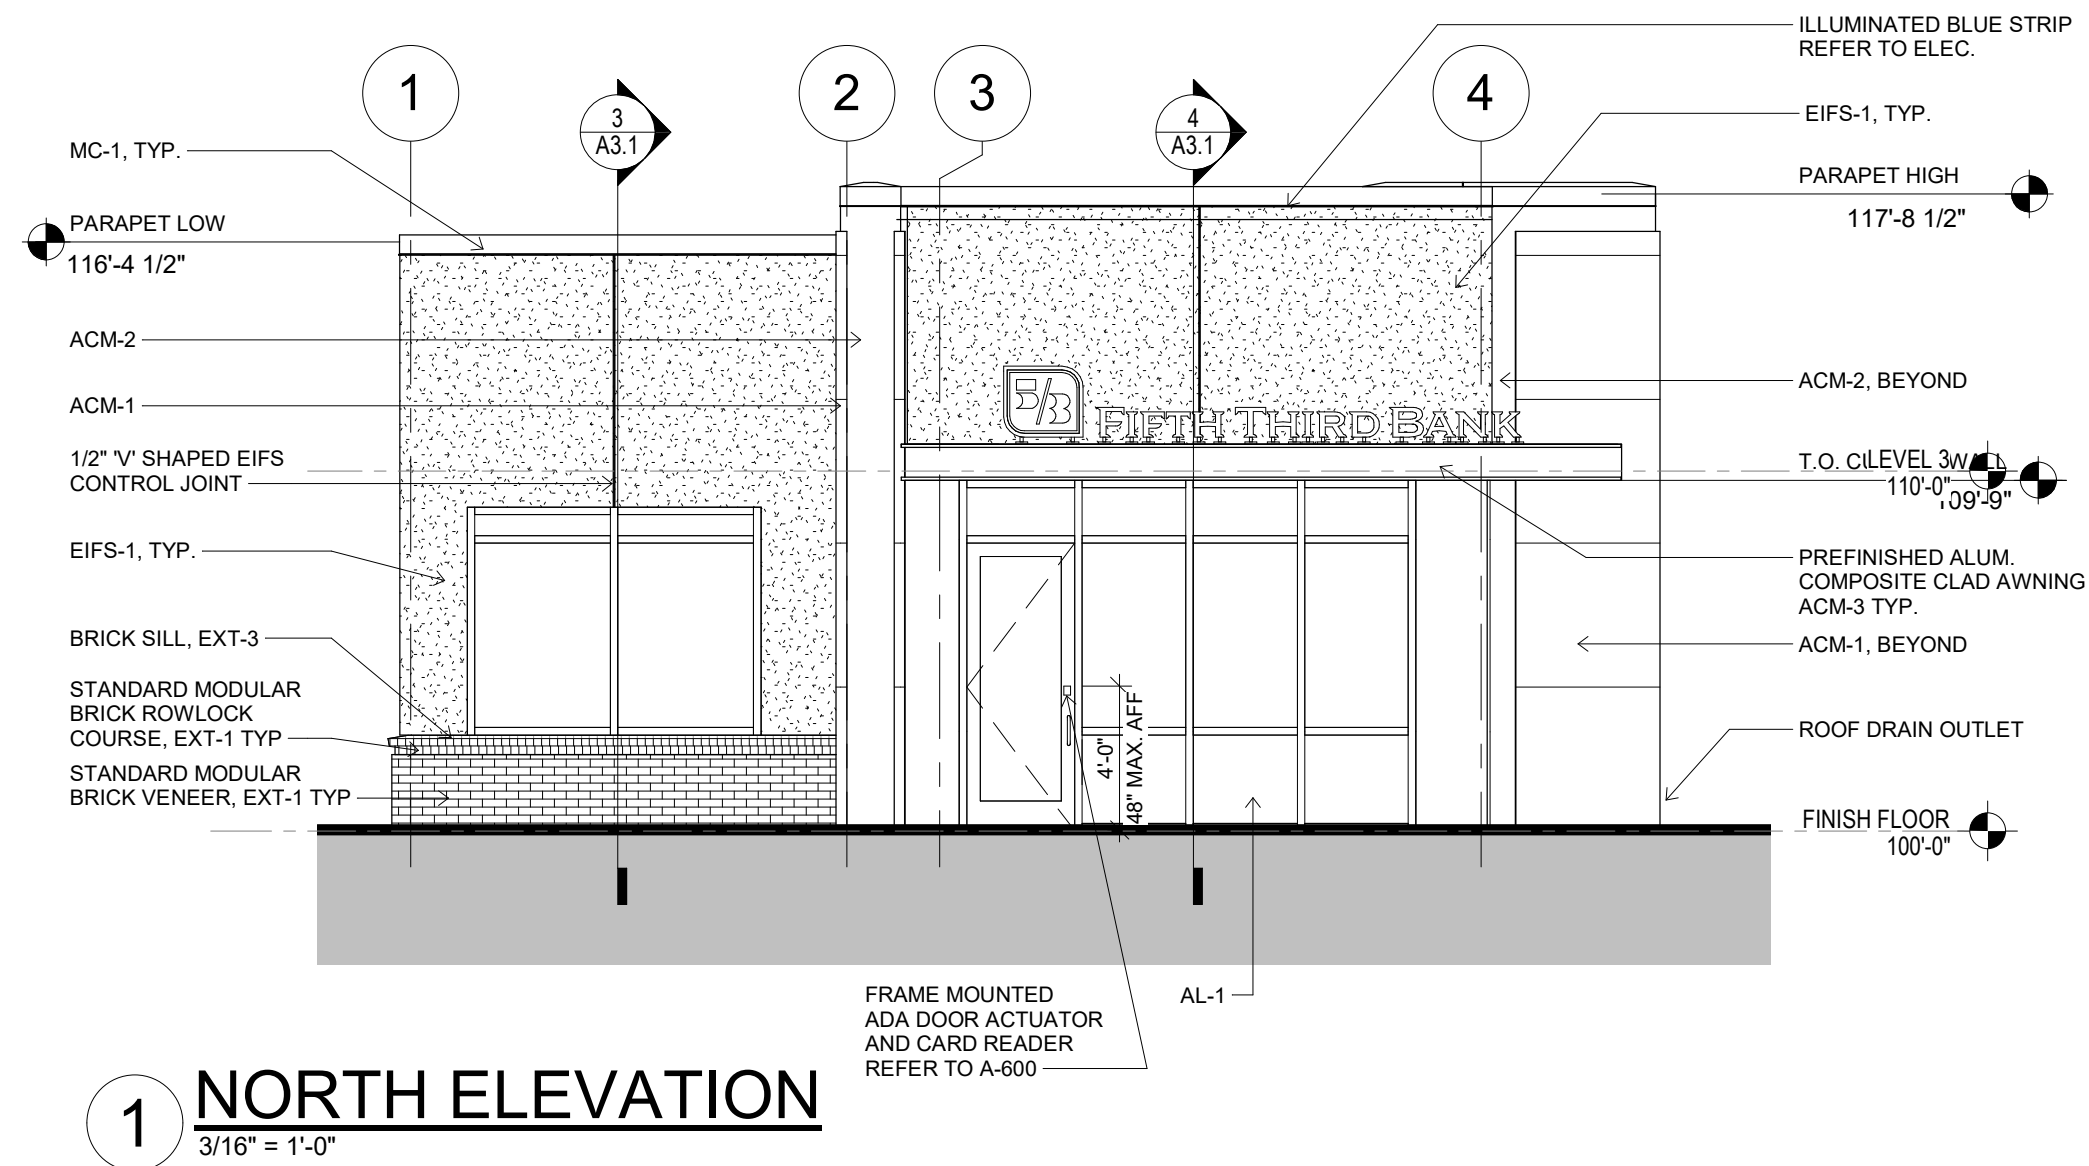 ILLUMINATED BLUE STRIP
REFER TO ELEC.
1
2
3
4
3
A3.1
4
A3.1
EIFS-1, TYP.
MC-1, TYP.
PARAPET HIGH
117'-8 1/2"
PARAPET LOW
116'-4 1/2"
ACM-2
ACM-1
ACM-2, BEYOND
5/3
FIFTH THIRD BANK
1/2" 'V' SHAPED EIFS
CONTROL JOINT
LEVEL 3
110'-0"
T.O.
EIFS-1, TYP.
PREFINISHED ALUM.
COMPOSITE CLAD AWNING
ACM-3 TYP.
BRICK SILL, EXT-3
ACM-1, BEYOND
STANDARD MODULAR
BRICK ROWLOCK
COURSE, EXT-1 TYP
ROOF DRAIN OUTLET
STANDARD MODULAR
BRICK VENEER, EXT-1 TYP
4'-0"
48" MAX. AFF
FINISH FLOOR
100'-0"
FRAME MOUNTED
ADA DOOR ACTUATOR
AND CARD READER
REFER TO A-600
AL-1
1
NORTH ELEVATION
3/16" = 1'-0"